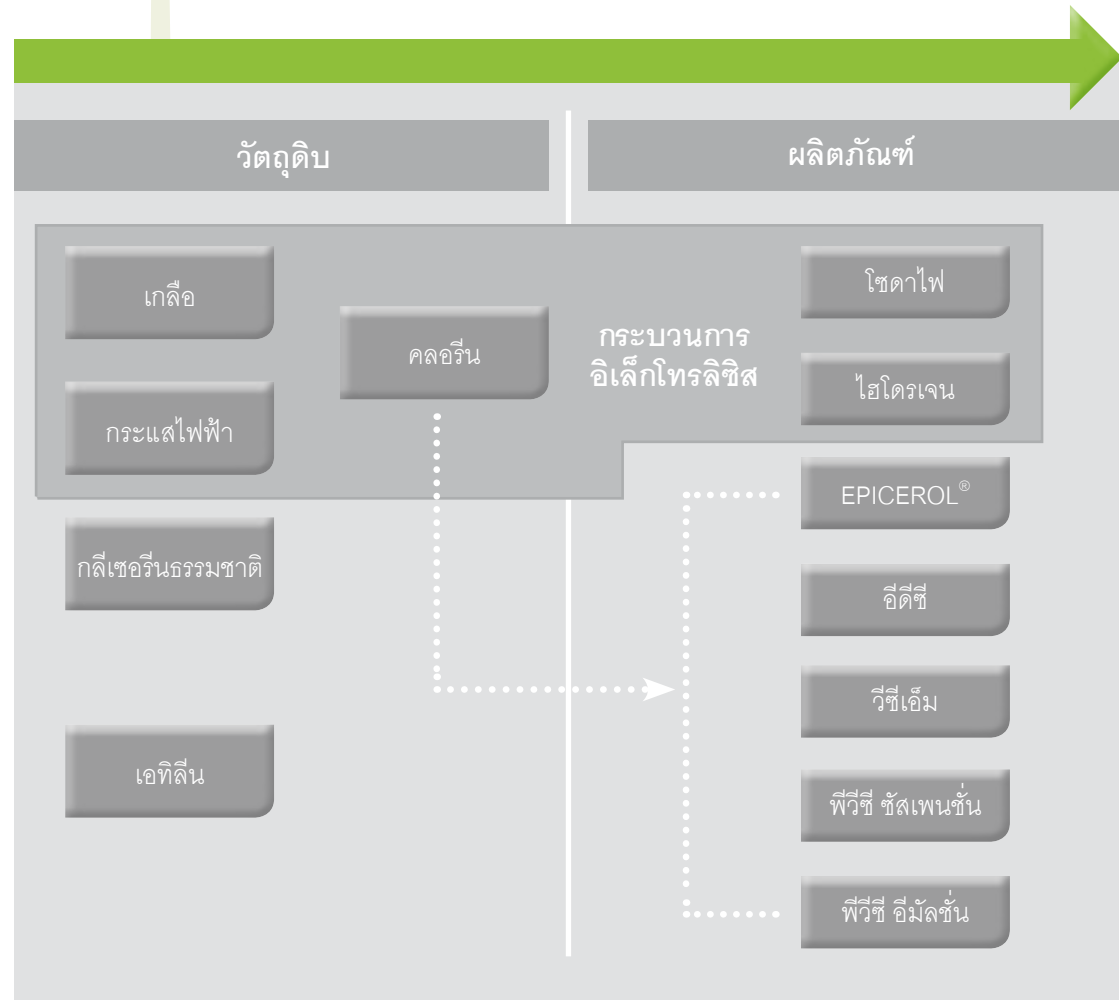 วัตถุดิบ
ผลิตภัณฑ์
เกลือ
กระแสไฟฟ้า
กลีเซอรีนธรรมชาติ
เอทิลีน
คลอรีน
กระบวนการ
อิเล็กโทรลิซิส
โซดาไฟ
ไฮโดรเจน
EPICEROL®
อีดีซี
วีซีเอ็ม
พีวีซี ซัสเพนชั่น
พีวีซี อีมัลชั่น